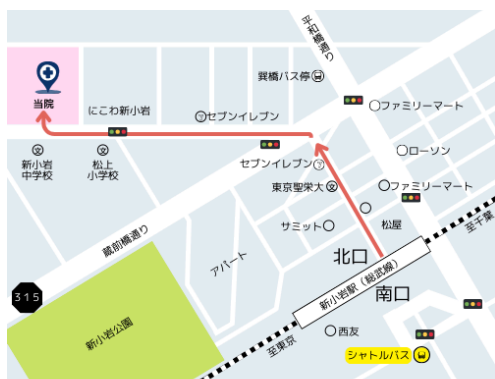 平和橋通り
巽橋バス停
当院
にこわ新小岩
セブンイレブン
ファミリーマート
新小岩
中学校
松上
小学校
セブンイレブン
ローソン
東京聖栄大
ファミリーマート
サミット
松屋
蔵前橋通り
アパート
北口
新小岩駅（総武線）
至千葉
南口
315
新小岩公園
至東京
西友
シャトルバス